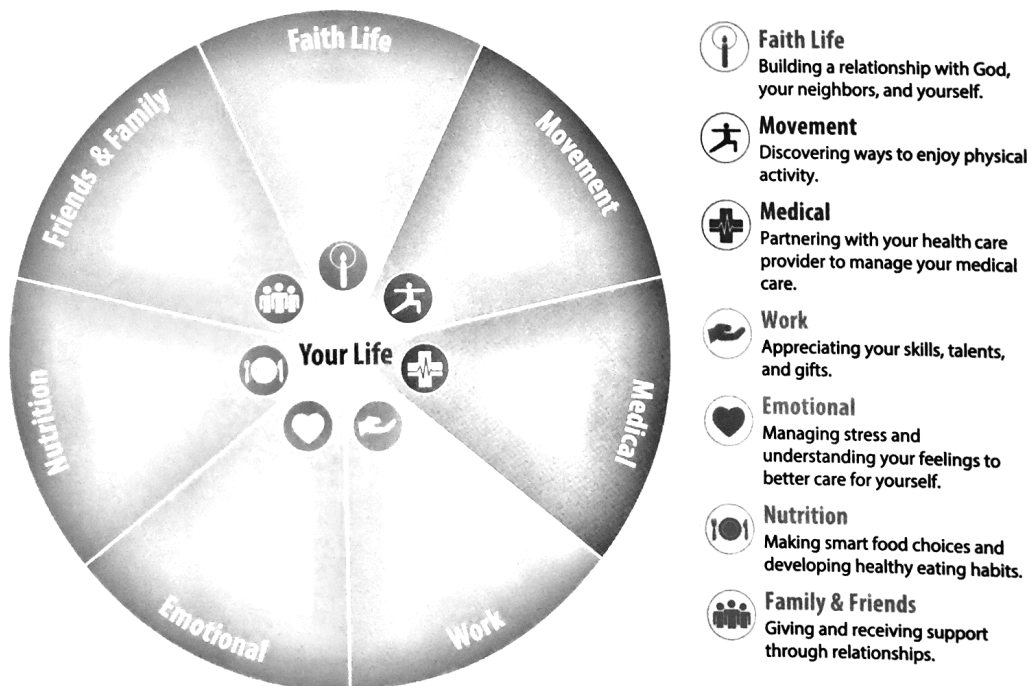 Faith Life
Movement
Medical
Work
Emotional
Nutrition
Friends & Family
Your Life
Faith Life
Building a relationship with God,
your neighbors, and yourself.
Movement
Discovering ways to enjoy physical
activity.
Medical
Partnering with your health care
provider to manage your medical
care.
Work
Appreciating your skills, talents,
and gifts.
Emotional
Managing stress and
understanding your feelings to
better care for yourself.
Nutrition
Making smart food choices and
developing healthy eating habits.
Family & Friends
Giving and receiving support
through relationships.